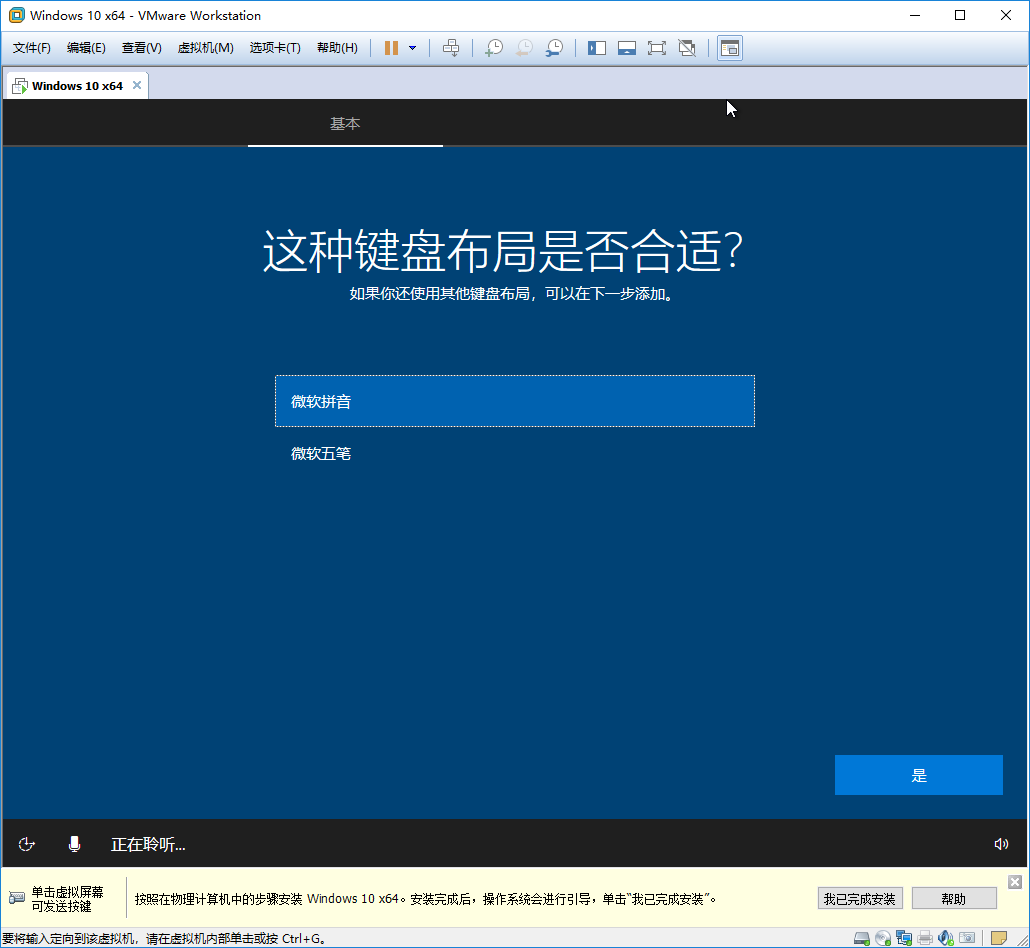 Windows 10 x64 - VMware Workstation
文件(F) 编辑(E) 查看(V) 虚拟机(M) 选项卡(T) 帮助(H)
Windows 10 x64
基本
这种键盘布局是否合适?
如果你还使用其他键盘布局，可以在下一步添加。
微软拼音
微软五笔
是
正在聆听...
单击虚拟屏幕
可发送按键
按照在物理计算机中的步骤安装 Windows 10 x64。安装完成后，操作系统会进行引导，单击“我已完成安装”。
我已完成安装
帮助
要将输入定向到该虚拟机，请在虚拟机内部单击或按 Ctrl+G。